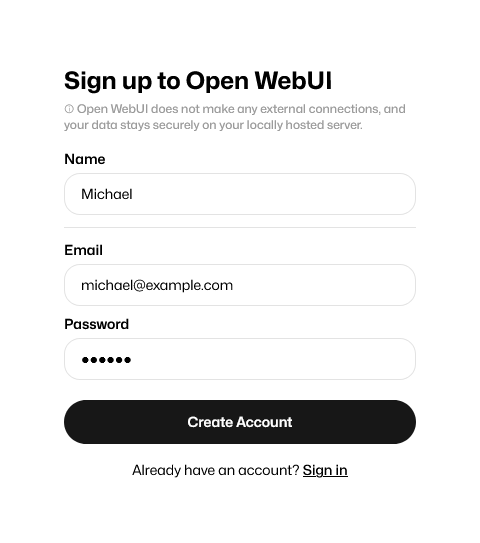 Sign up to Open WebUI
ⓘ Open WebUI does not make any external connections, and
your data stays securely on your locally hosted server.
Name
Michael
Email
michael@example.com
Password
••••••
Create Account
Already have an account? Sign in